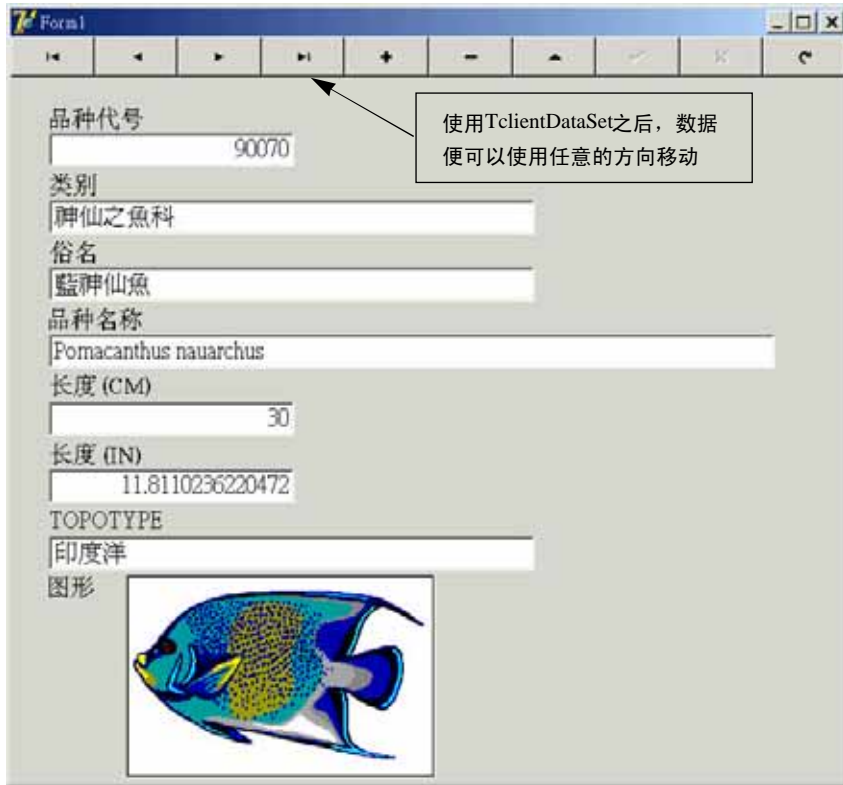 Form1
使用TclientDataSet之后，数据
便可以使用任意的方向移动
品种代号
90070
类别
神仙之魚科
俗名
藍神仙魚
品种名称
Pomacanthus nauarchus
长度 (CM)
30
长度 (IN)
11.8110236220472
TOPOTYPE
印度洋
图形